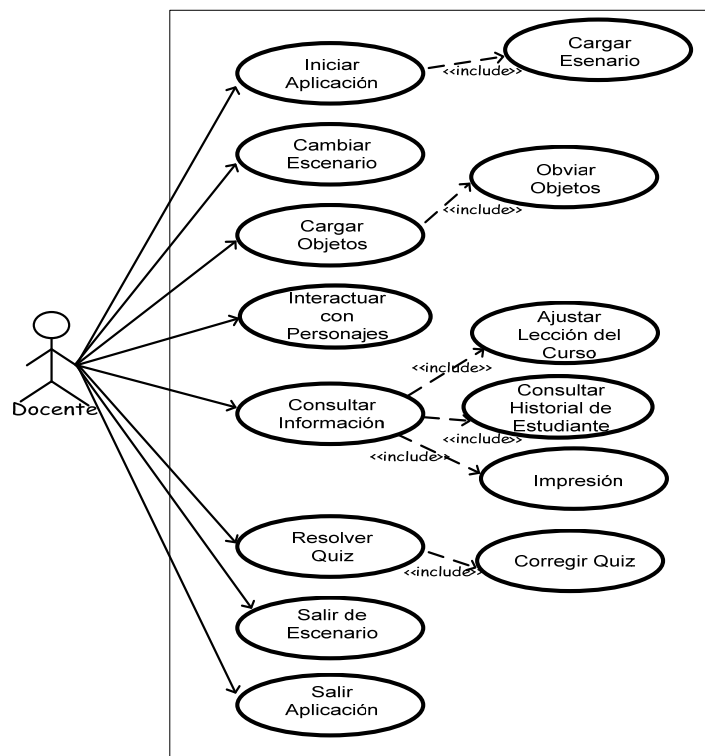 Iniciar
Aplicación
<<include>>
Cargar
Esenario
Cambiar
Escenario
Cargar
Objetos
<<include>>
Obviar
Objetos
Interactuar
con
Personajes
Docente
Consultar
Información
<<include>>
Ajustar
Lección del
Curso
<<include>>
Consultar
Historial de
Estudiante
<<include>>
Impresión
Resolver
Quiz
<<include>>
Corregir Quiz
Salir de
Escenario
Salir
Aplicación